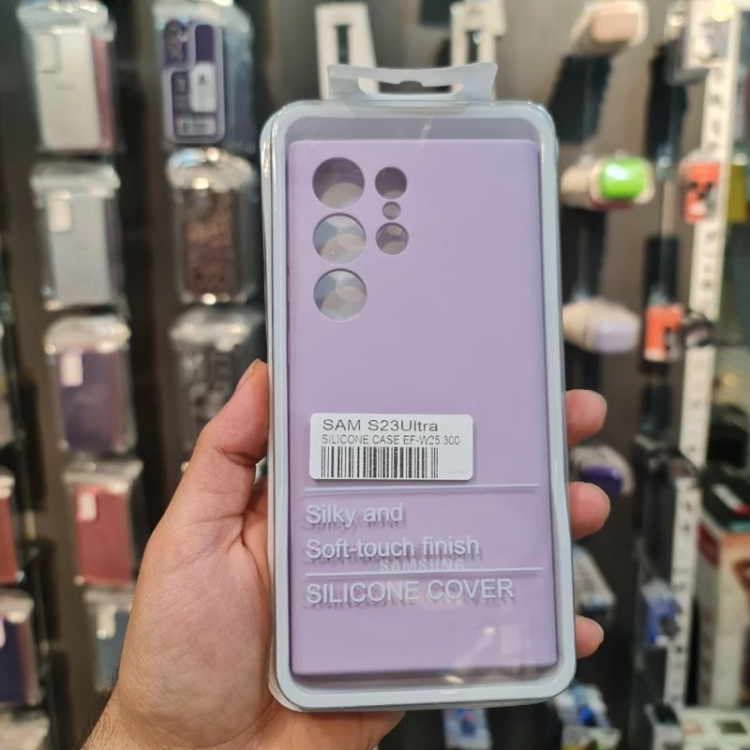 SAM S23Ultra
SILICONE CASE EF-W25.300
Silky and
Soft-touch finish
SAMSUNG
SILICONE COVER